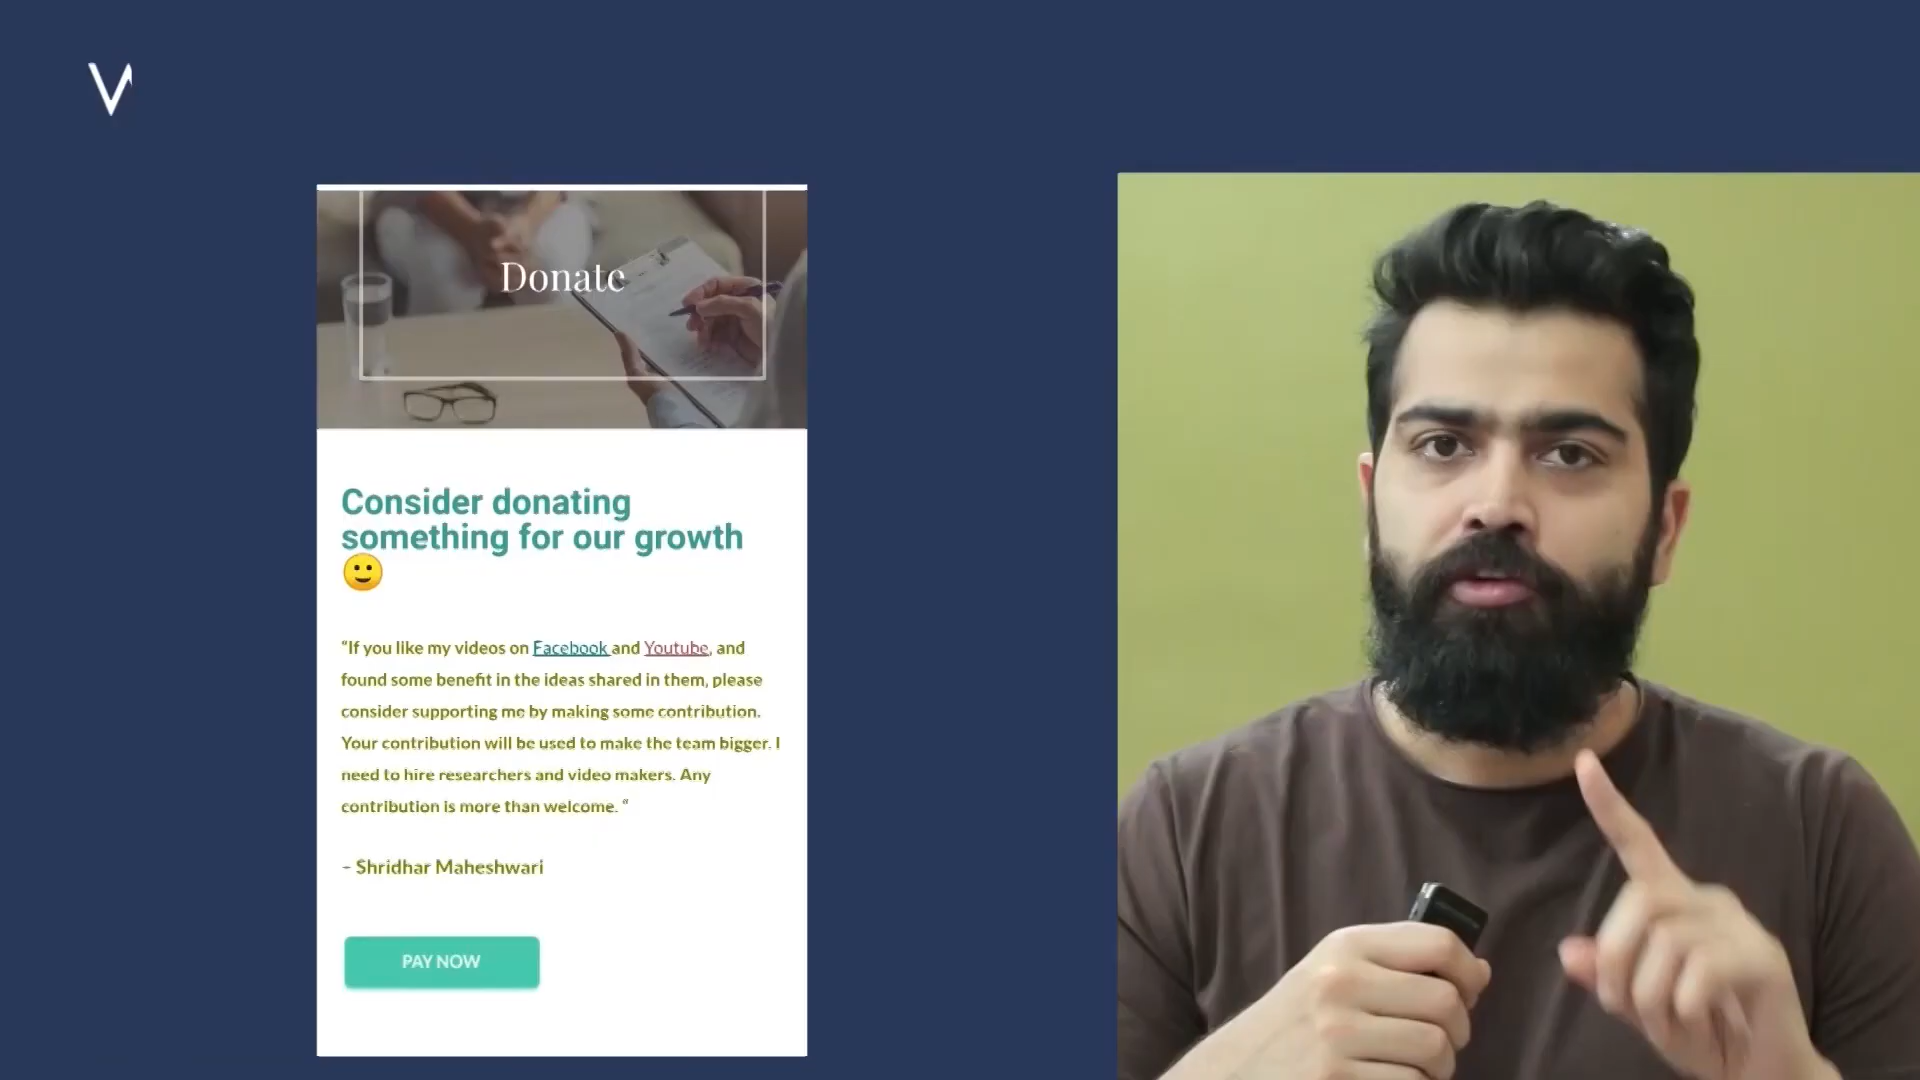 V
Donate
Consider donating
something for our growth
🙂
“If you like my videos on Facebook and Youtube, and
found some benefit in the ideas shared in them, please
consider supporting me by making some contribution.
Your contribution will be used to make the team bigger. I
need to hire researchers and video makers. Any
contribution is more than welcome. “
– Shridhar Maheshwari
PAY NOW